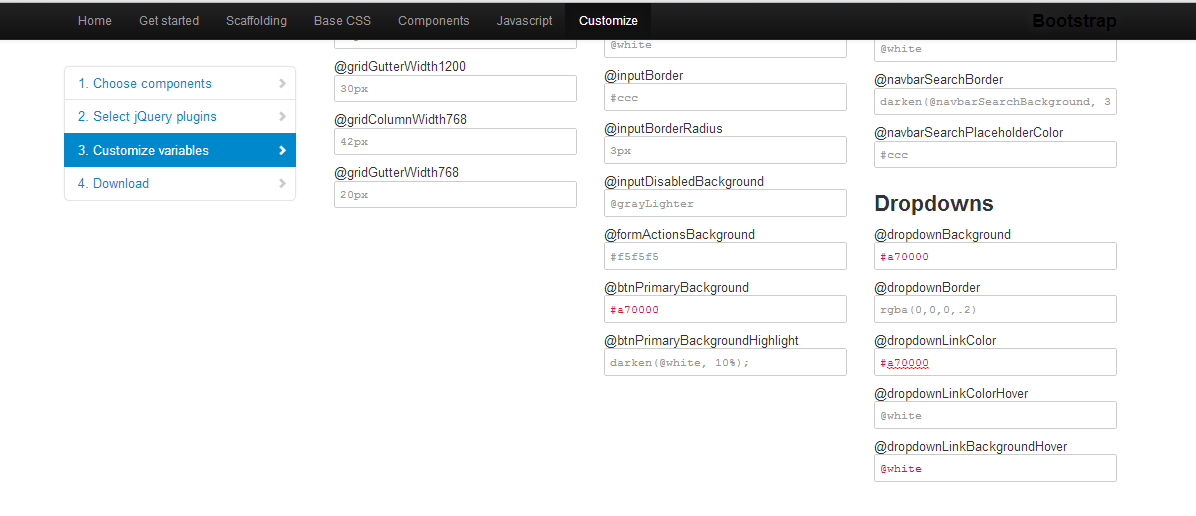 Home Get started Scaffolding Base CSS Components Javascript Customize Bootstrap
1. Choose components
2. Select jQuery plugins
3. Customize variables
4. Download
@gridGutterWidth1200
30px
@gridColumnWidth768
42px
@gridGutterWidth768
20px
@white
@inputBorder
#ccc
@inputBorderRadius
3px
@inputDisabledBackground
@grayLighter
@formActionsBackground
#f5f5f5
@btnPrimaryBackground
#a70000
@btnPrimaryBackgroundHighlight
darken(@white, 10%);
@white
@navbarSearchBorder
darken(@navbarSearchBackground, 3
@navbarSearchPlaceholderColor
#ccc
Dropdowns
@dropdownBackground
#a70000
@dropdownBorder
rgba(0,0,0,.2)
@dropdownLinkColor
#a70000
@dropdownLinkColorHover
@white
@dropdownLinkBackgroundHover
@white